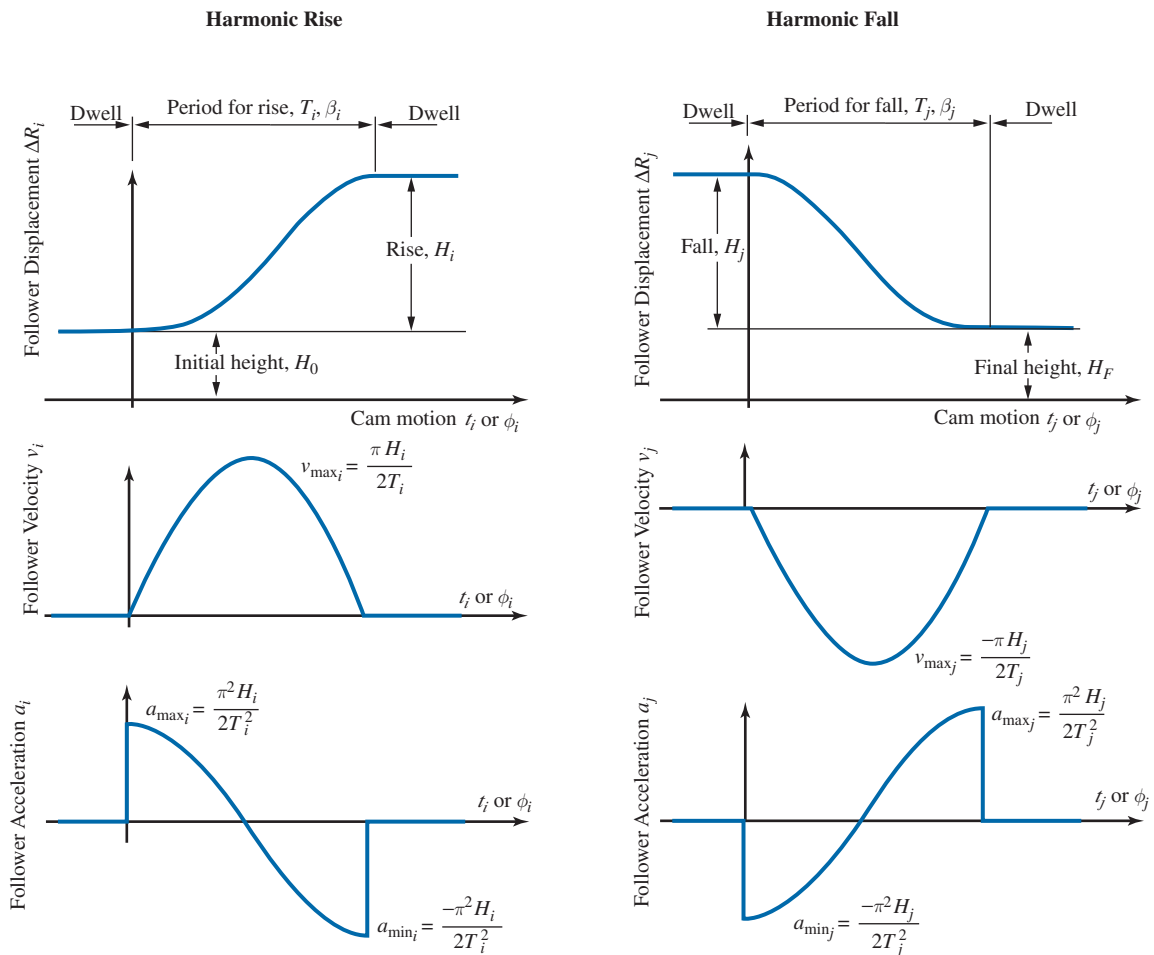 Harmonic Rise
Harmonic Fall
Dwell
Period for rise, T_i, β_i
Dwell
Follower Displacement ΔR_i
Rise, H_i
Initial height, H_0
Cam motion t_i or ϕ_i
Dwell
Period for fall, T_j, β_j
Dwell
Follower Displacement ΔR_j
Fall, H_j
Final height, H_F
Cam motion t_j or ϕ_j
Follower Velocity v_i
v_max_i = πH_i / 2T_i
t_i or ϕ_i
Follower Velocity v_j
t_j or ϕ_j
v_max_j = −πH_j / 2T_j
Follower Acceleration a_i
a_max_i = π²H_i / 2T_i²
t_i or ϕ_i
a_min_i = −π²H_i / 2T_i²
Follower Acceleration a_j
a_max_j = π²H_j / 2T_j²
t_j or ϕ_j
a_min_j = −π²H_j / 2T_j²